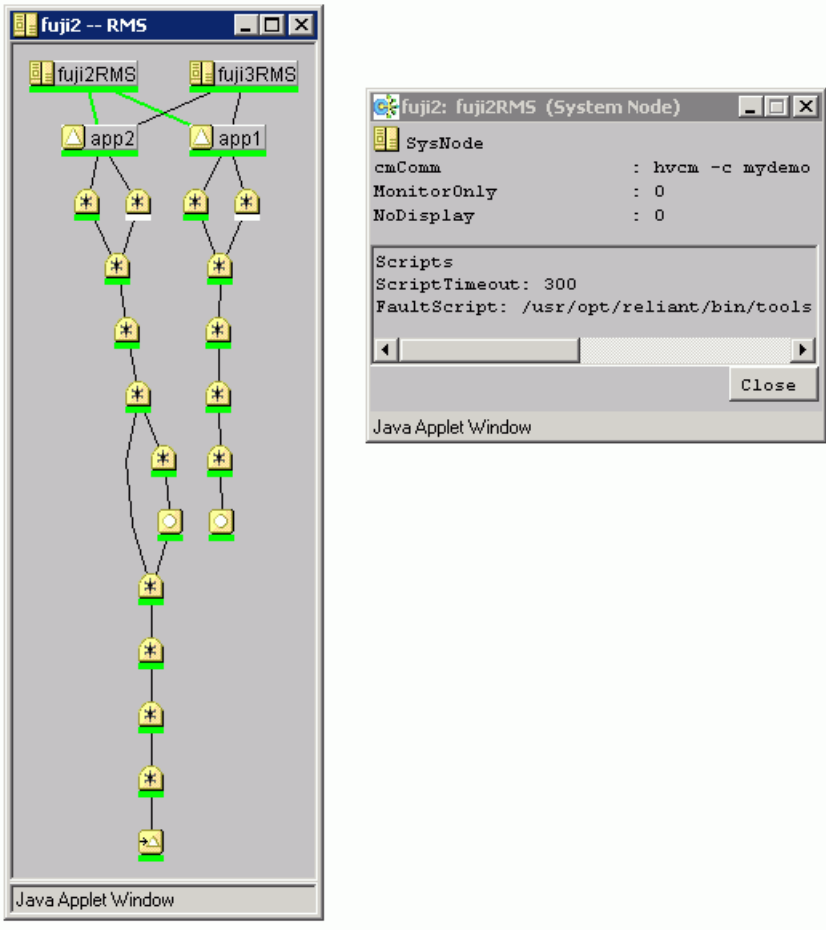 fuji2 -- RMS
fuji2RMS fuji3RMS
app2 app1
Java Applet Window
fuji2: fuji2RMS (System Node)
SysNode
cmComm : hvcm -c mydemo
MonitorOnly : 0
NoDisplay : 0
Scripts
ScriptTimeout: 300
FaultScript: /usr/opt/reliant/bin/tools
Close
Java Applet Window